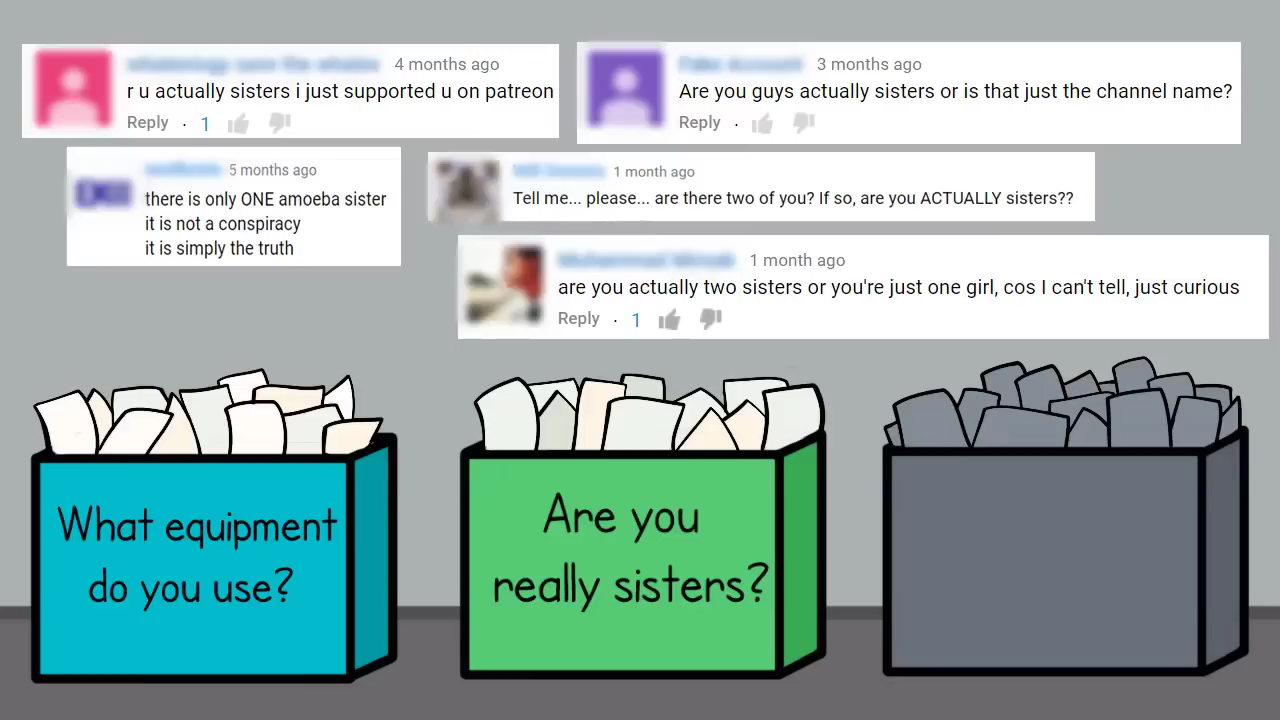 4 months ago
r u actually sisters i just supported u on patreon
Reply · 1
3 months ago
Are you guys actually sisters or is that just the channel name?
Reply ·
5 months ago
there is only ONE amoeba sister
it is not a conspiracy
it is simply the truth
1 month ago
Tell me... please... are there two of you? If so, are you ACTUALLY sisters??
1 month ago
are you actually two sisters or you're just one girl, cos I can't tell, just curious
Reply · 1
What equipment
do you use?
Are you
really sisters?